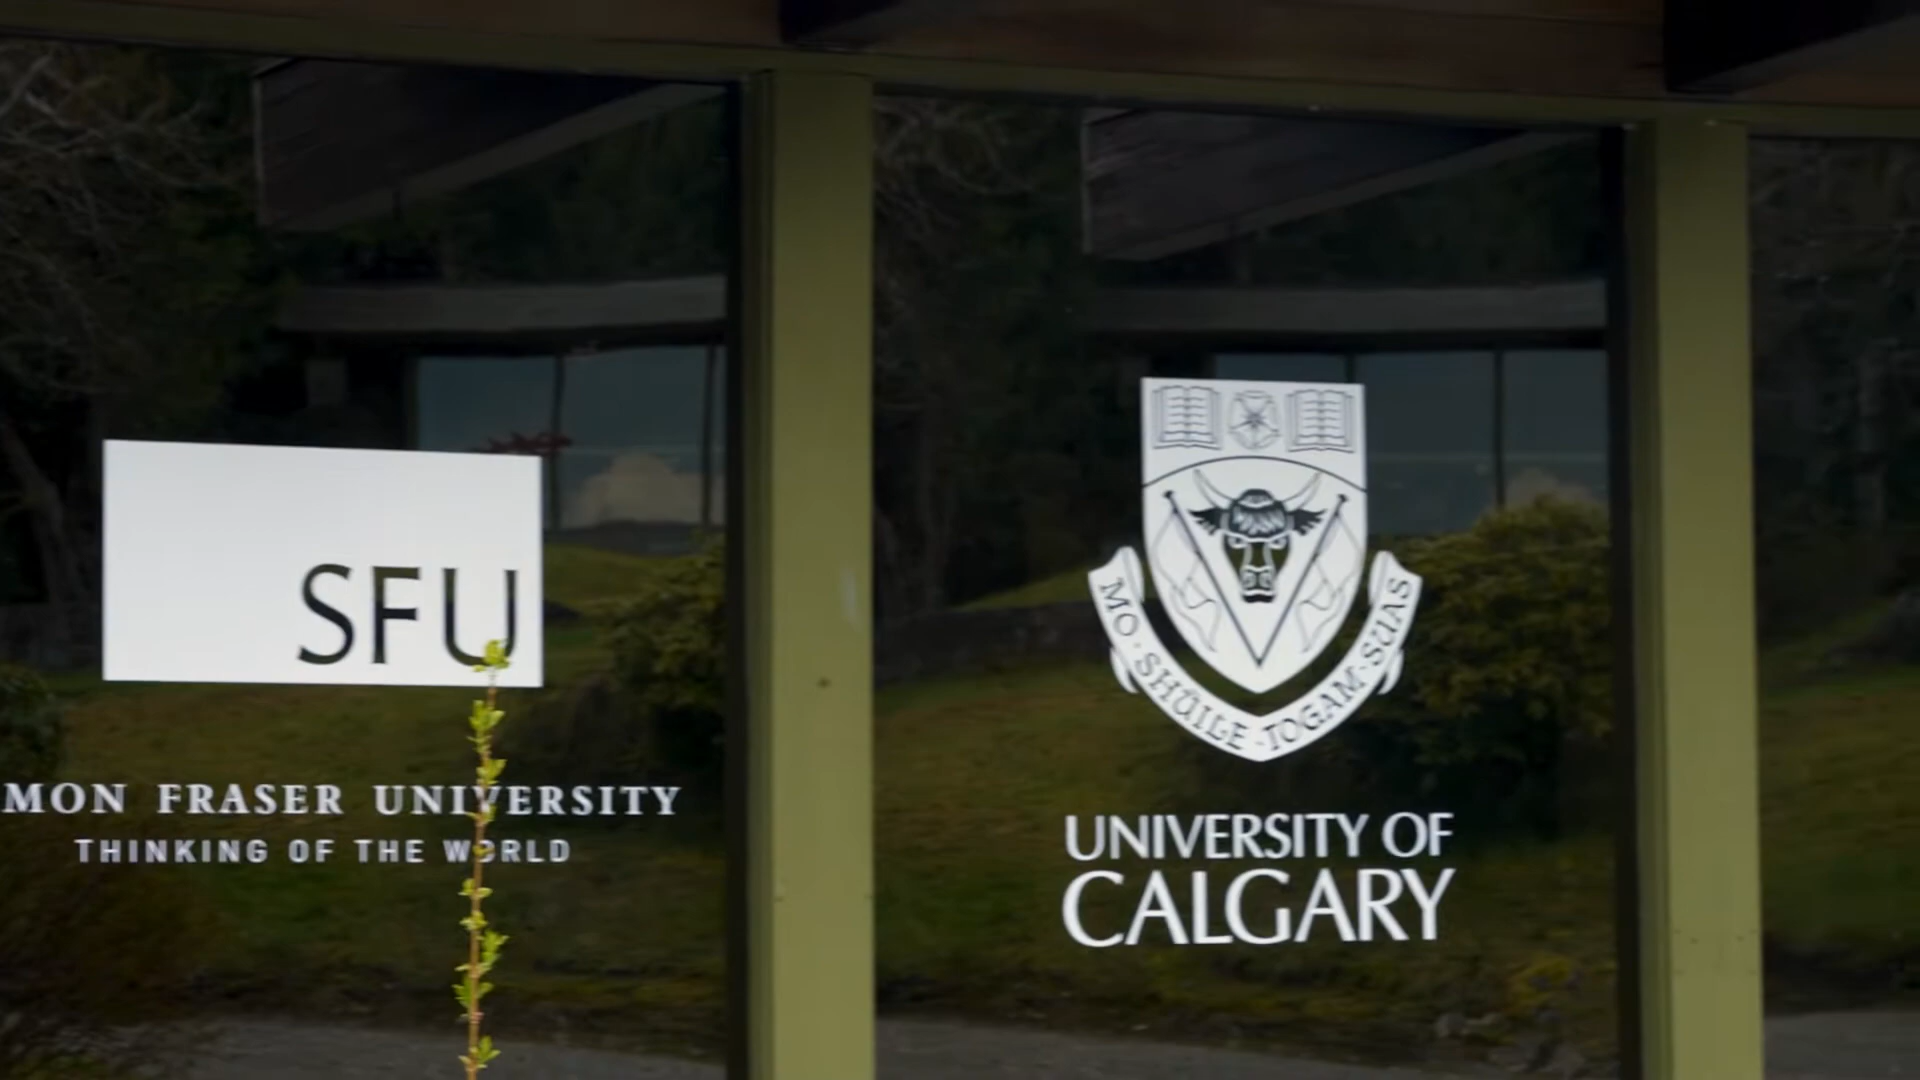 SFU
MON FRASER UNIVERSITY
THINKING OF THE WORLD
MO · SHÙILE · TOGAM · SUAS
UNIVERSITY OF
CALGARY